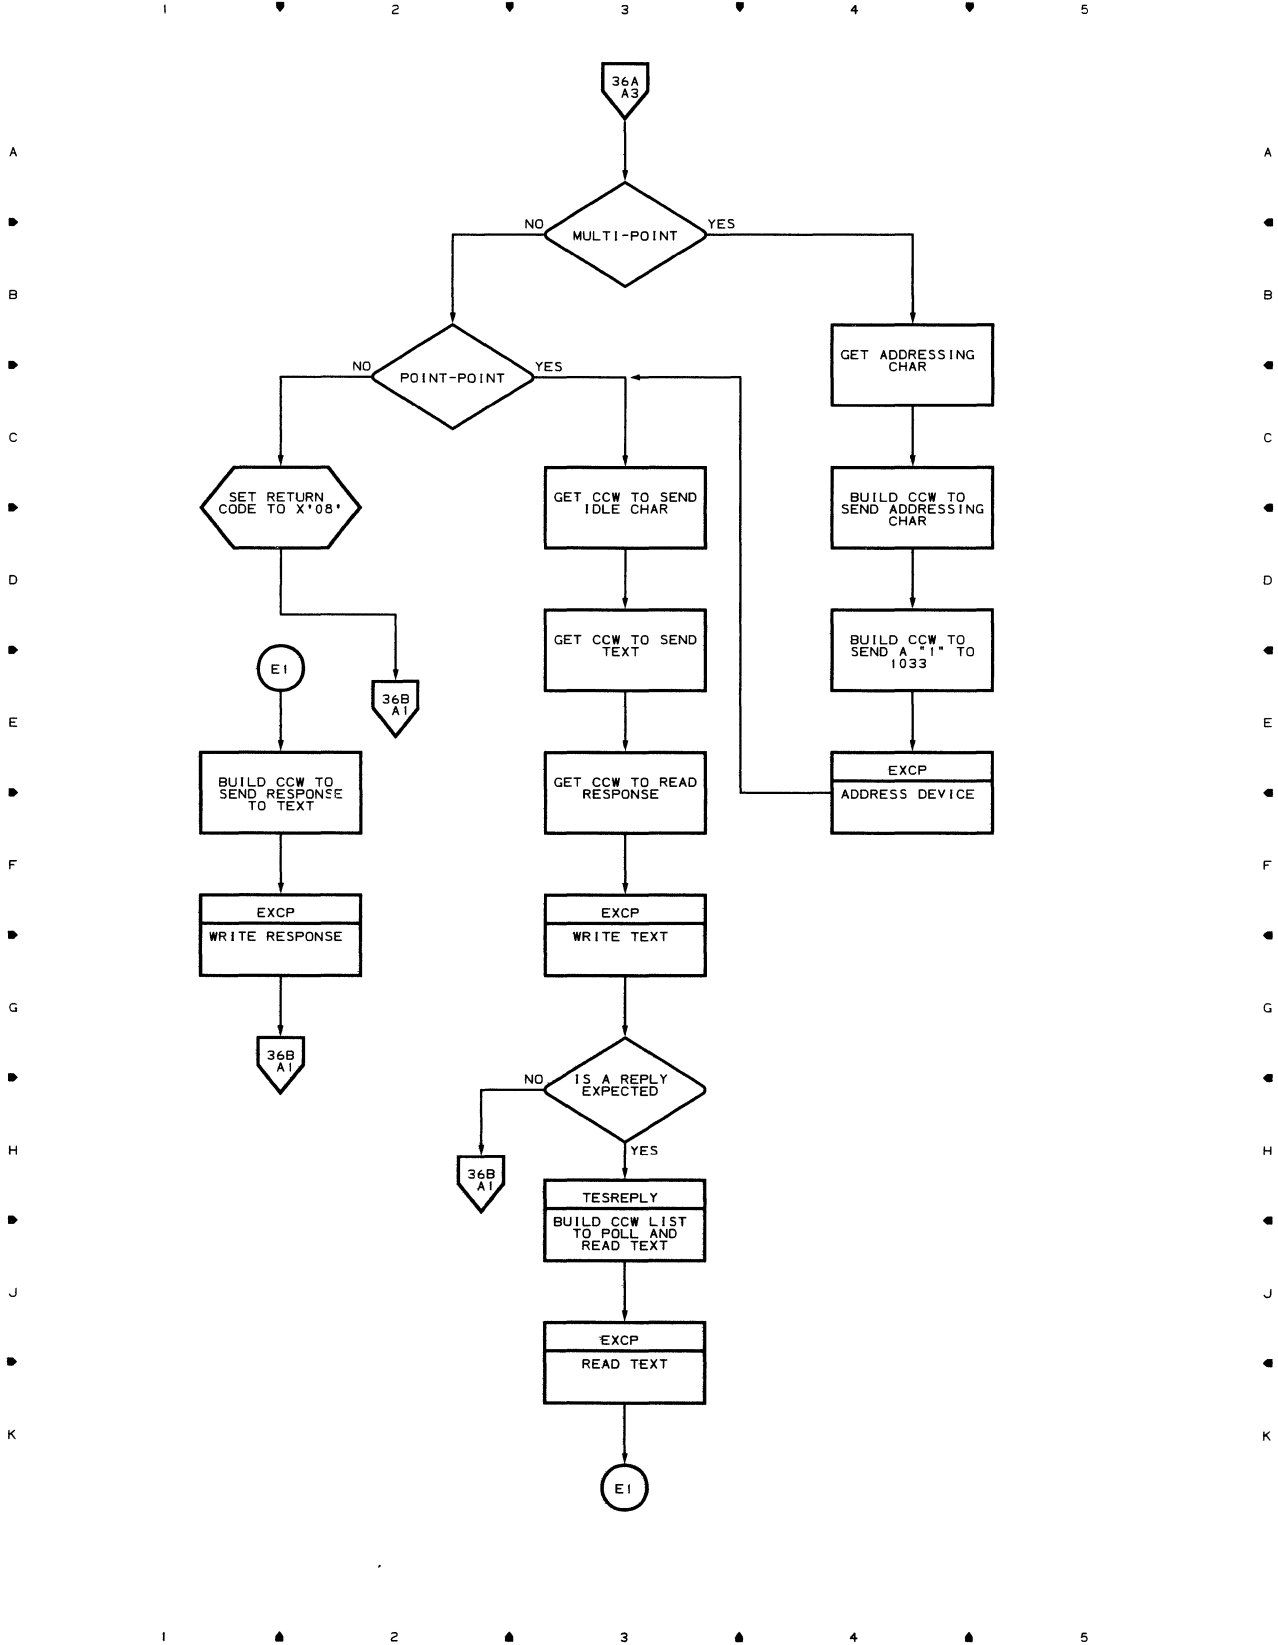 1 2 3 4 5
36A
A3
A A
MULTI-POINT
NO
YES
B B
GET ADDRESSING
CHAR
POINT-POINT
NO
YES
C C
SET RETURN
CODE TO X'08'
GET CCW TO SEND
IDLE CHAR
BUILD CCW TO
SEND ADDRESSING
CHAR
D D
E1
36B
A1
GET CCW TO SEND
TEXT
BUILD CCW TO
SEND A "1" TO
1033
E E
BUILD CCW TO
SEND RESPONSE
TO TEXT
GET CCW TO READ
RESPONSE
EXCP
ADDRESS DEVICE
F F
EXCP
WRITE RESPONSE
EXCP
WRITE TEXT
G G
36B
A1
NO
IS A REPLY
EXPECTED
H H
YES
36B
A1
TESREPLY
BUILD CCW LIST
TO POLL AND
READ TEXT
J J
EXCP
READ TEXT
K K
E1
1 2 3 4 5